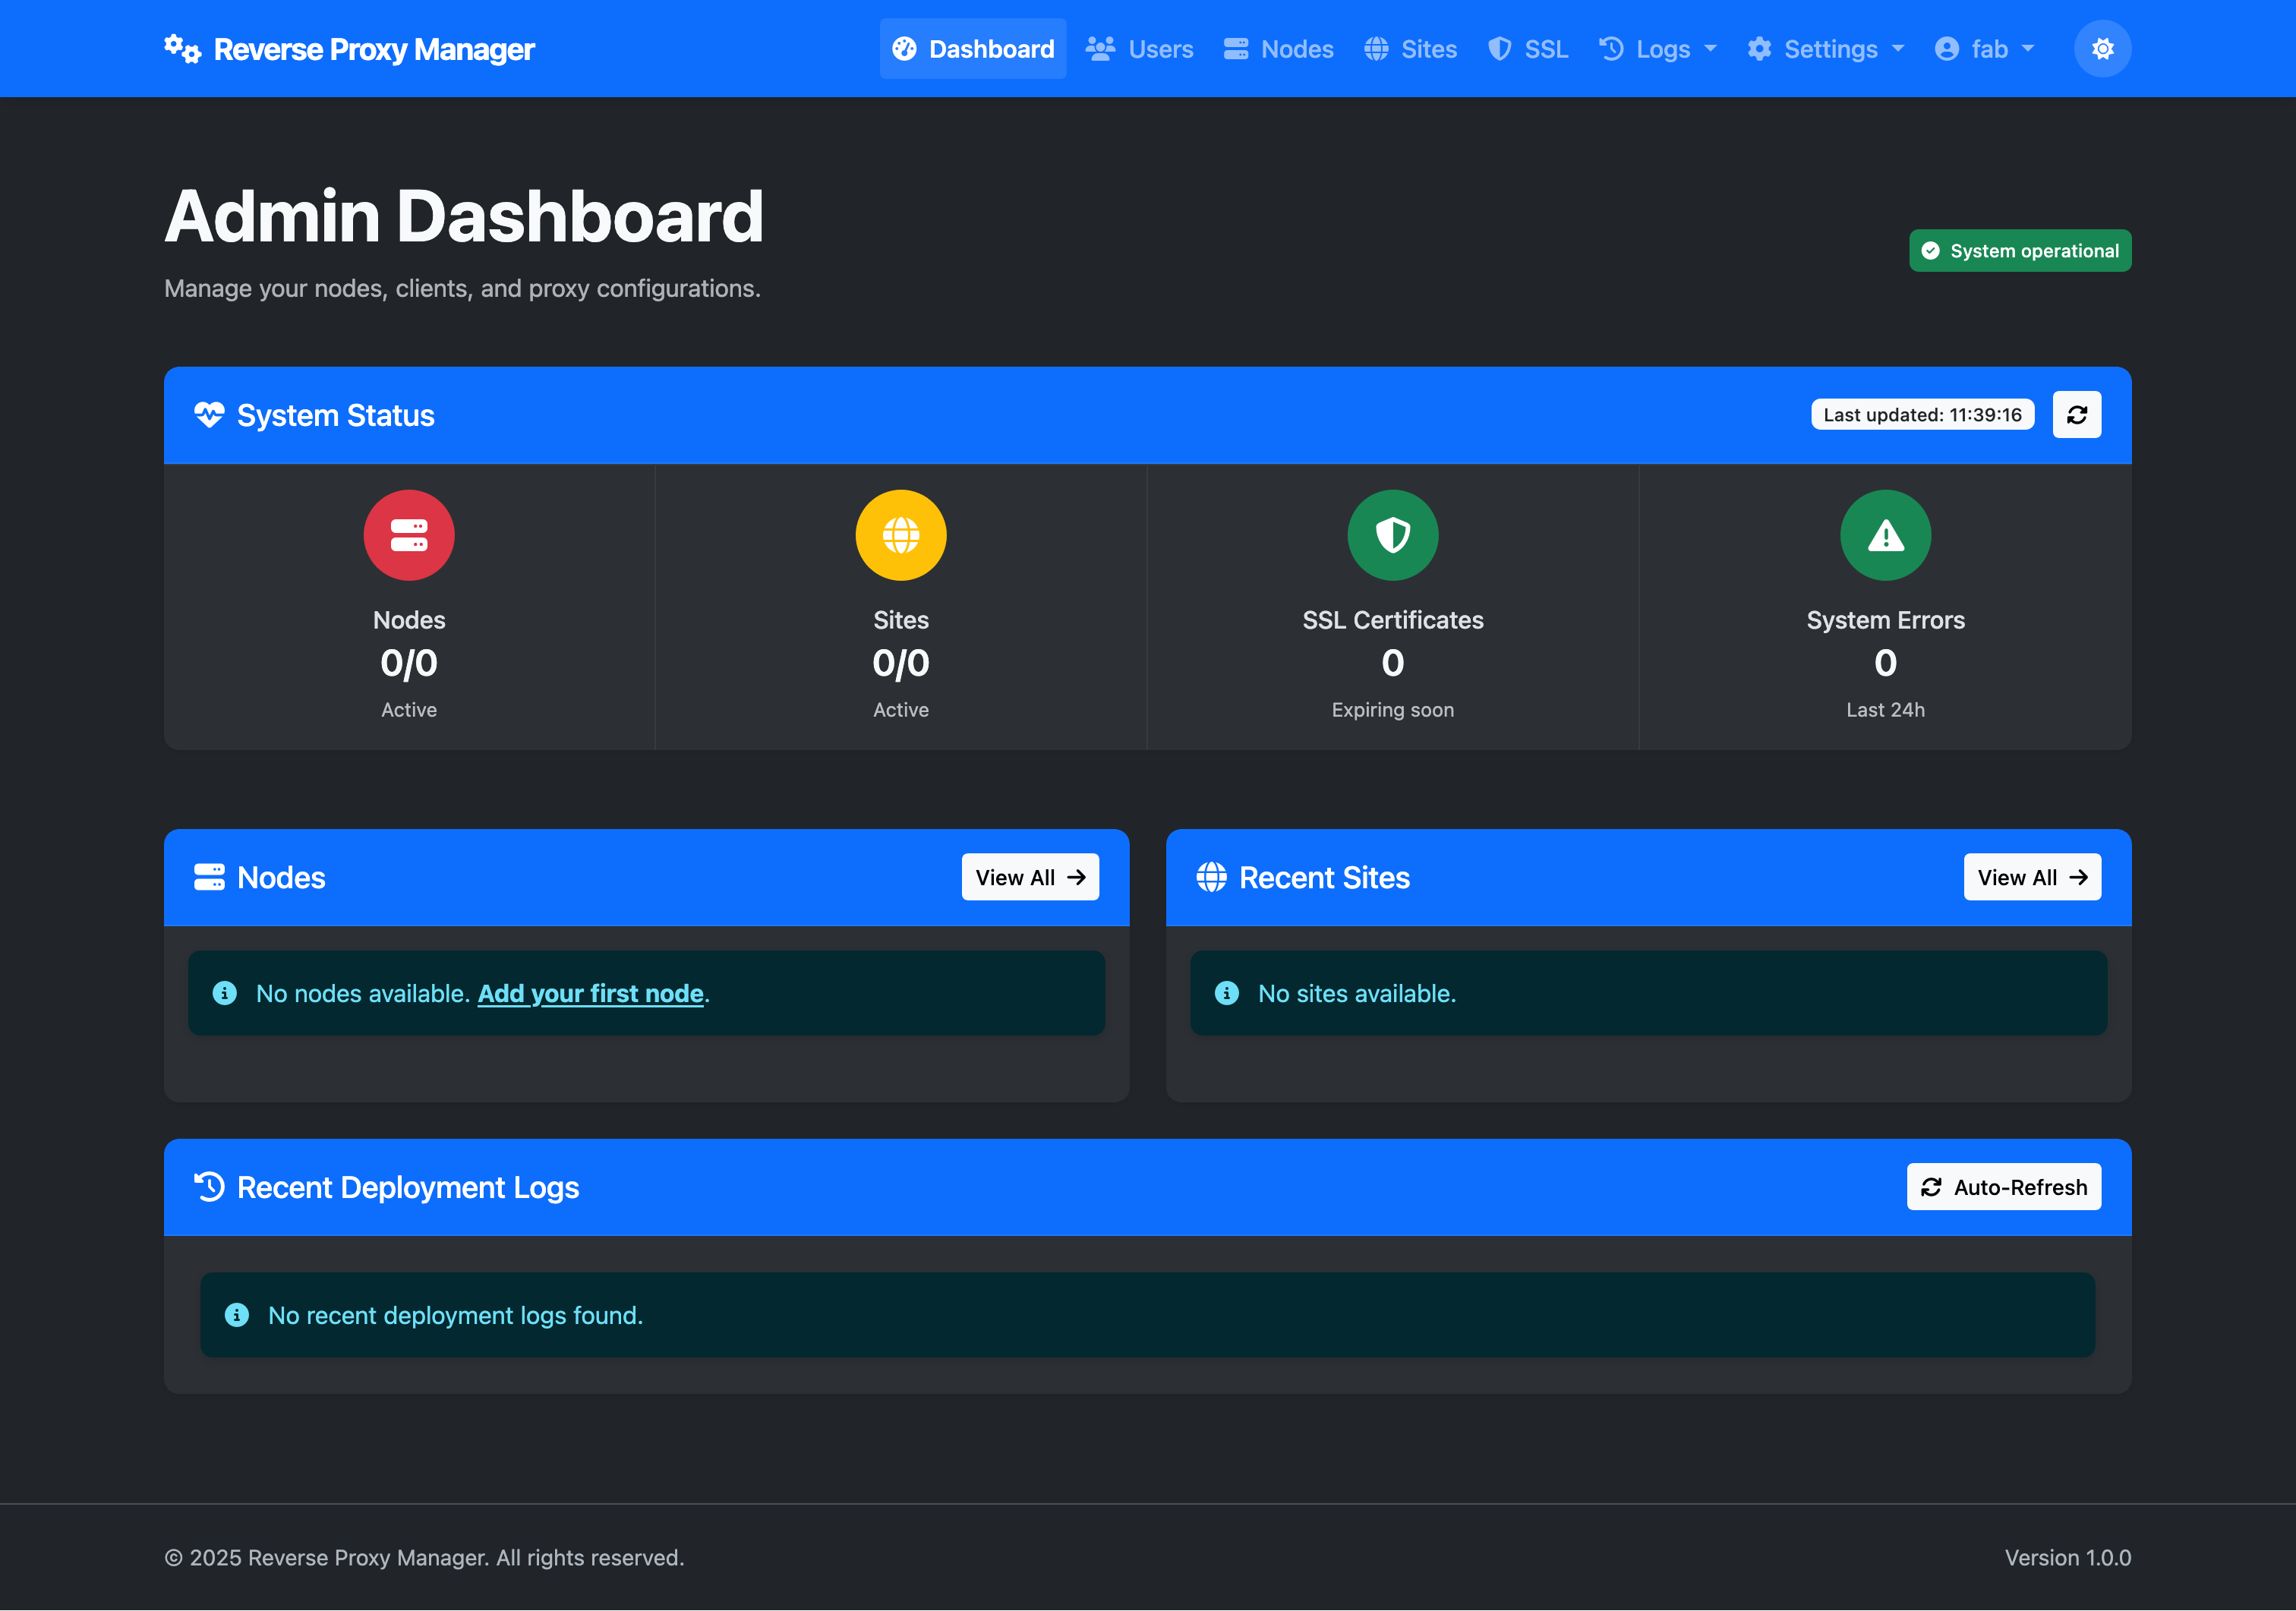 Reverse Proxy Manager
Dashboard
Users
Nodes
Sites
SSL
Logs
Settings
fab
Admin Dashboard
Manage your nodes, clients, and proxy configurations.
System operational
System Status
Last updated: 11:39:16
Nodes
0/0
Active
Sites
0/0
Active
SSL Certificates
0
Expiring soon
System Errors
0
Last 24h
Nodes
View All
No nodes available. Add your first node.
Recent Sites
View All
No sites available.
Recent Deployment Logs
Auto-Refresh
No recent deployment logs found.
© 2025 Reverse Proxy Manager. All rights reserved.
Version 1.0.0